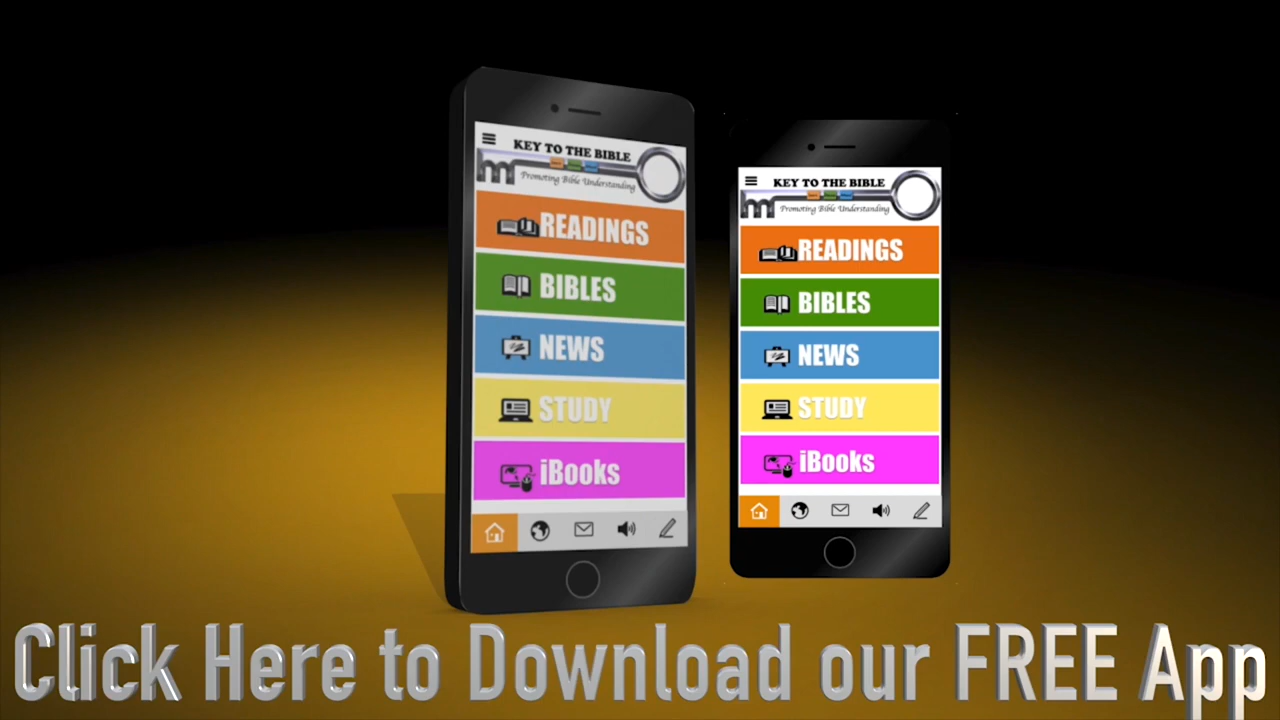 KEY TO THE BIBLE
Promoting Bible Understanding
READINGS
BIBLES
NEWS
STUDY
iBooks
KEY TO THE BIBLE
Promoting Bible Understanding
READINGS
BIBLES
NEWS
STUDY
iBooks
Click Here to Download our FREE App